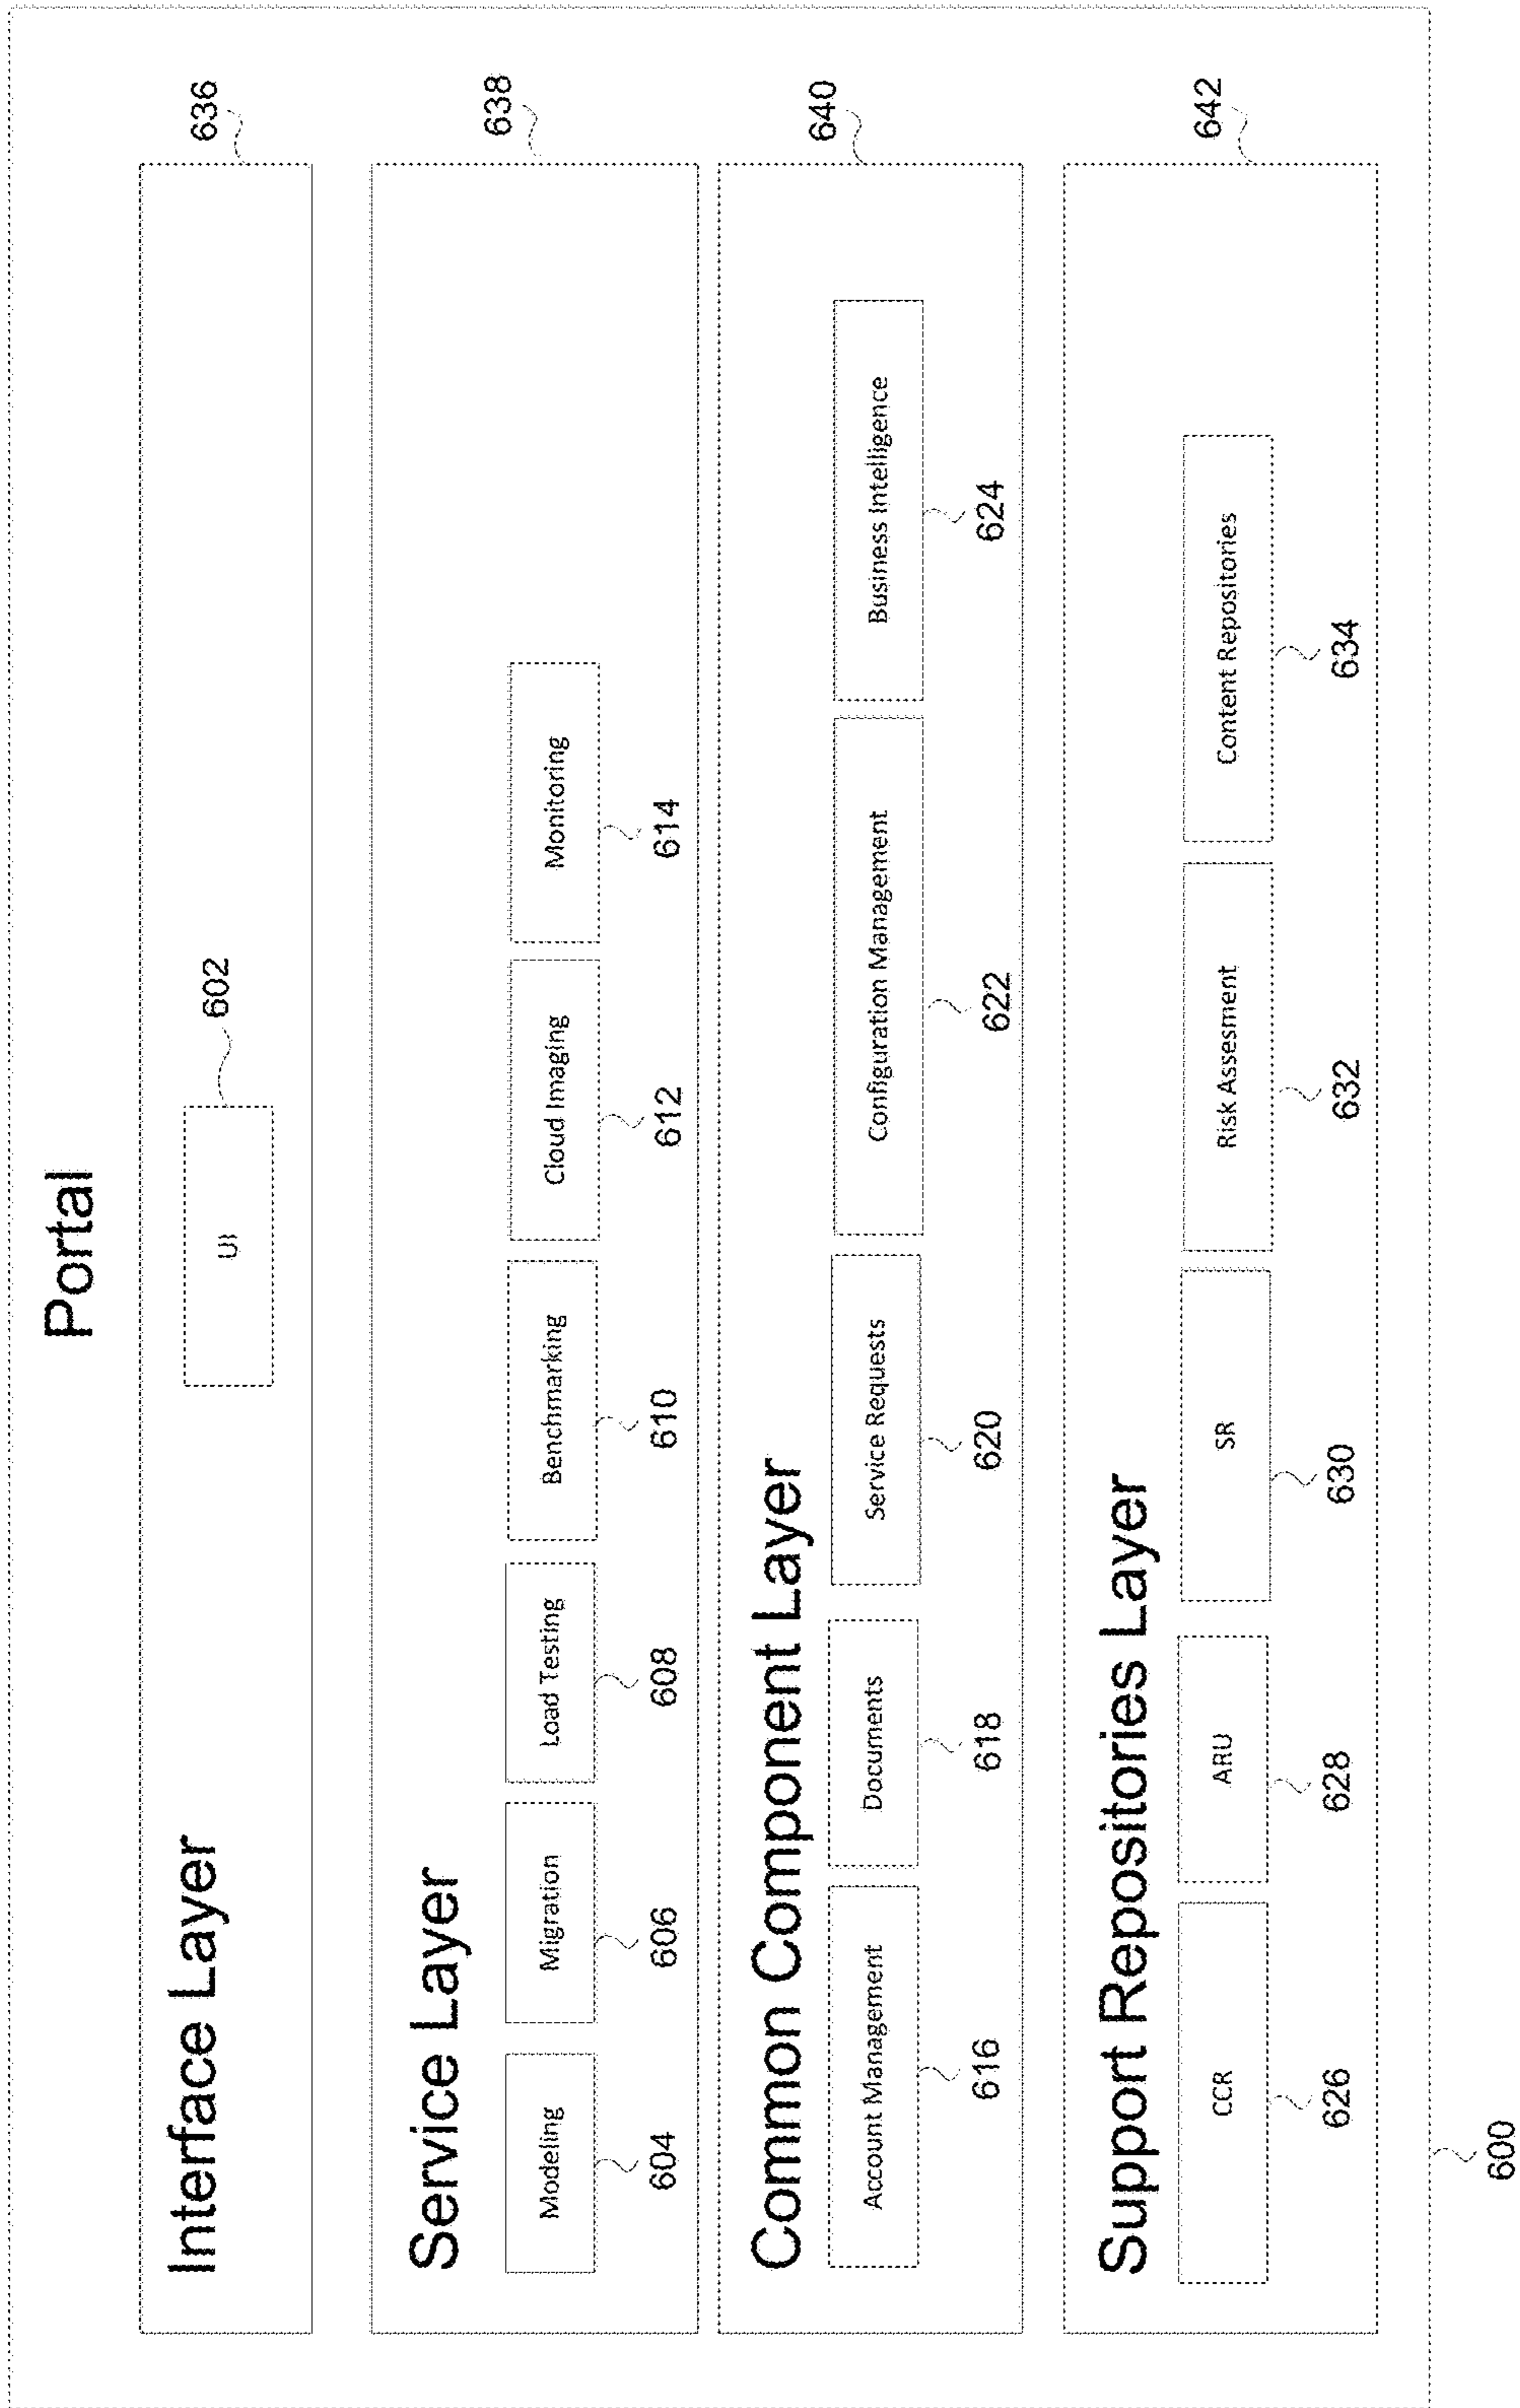 Portal
Interface Layer
636
UI
602
Service Layer
638
Modeling
Migration
Load Testing
Benchmarking
Cloud Imaging
Monitoring
604
606
608
610
612
614
Common Component Layer
640
Account Management
Documents
Service Requests
Configuration Management
Business Intelligence
616
618
620
622
624
Support Repositories Layer
642
CCR
ARU
SR
Risk Assesment
Content Repositories
626
628
630
632
634
600